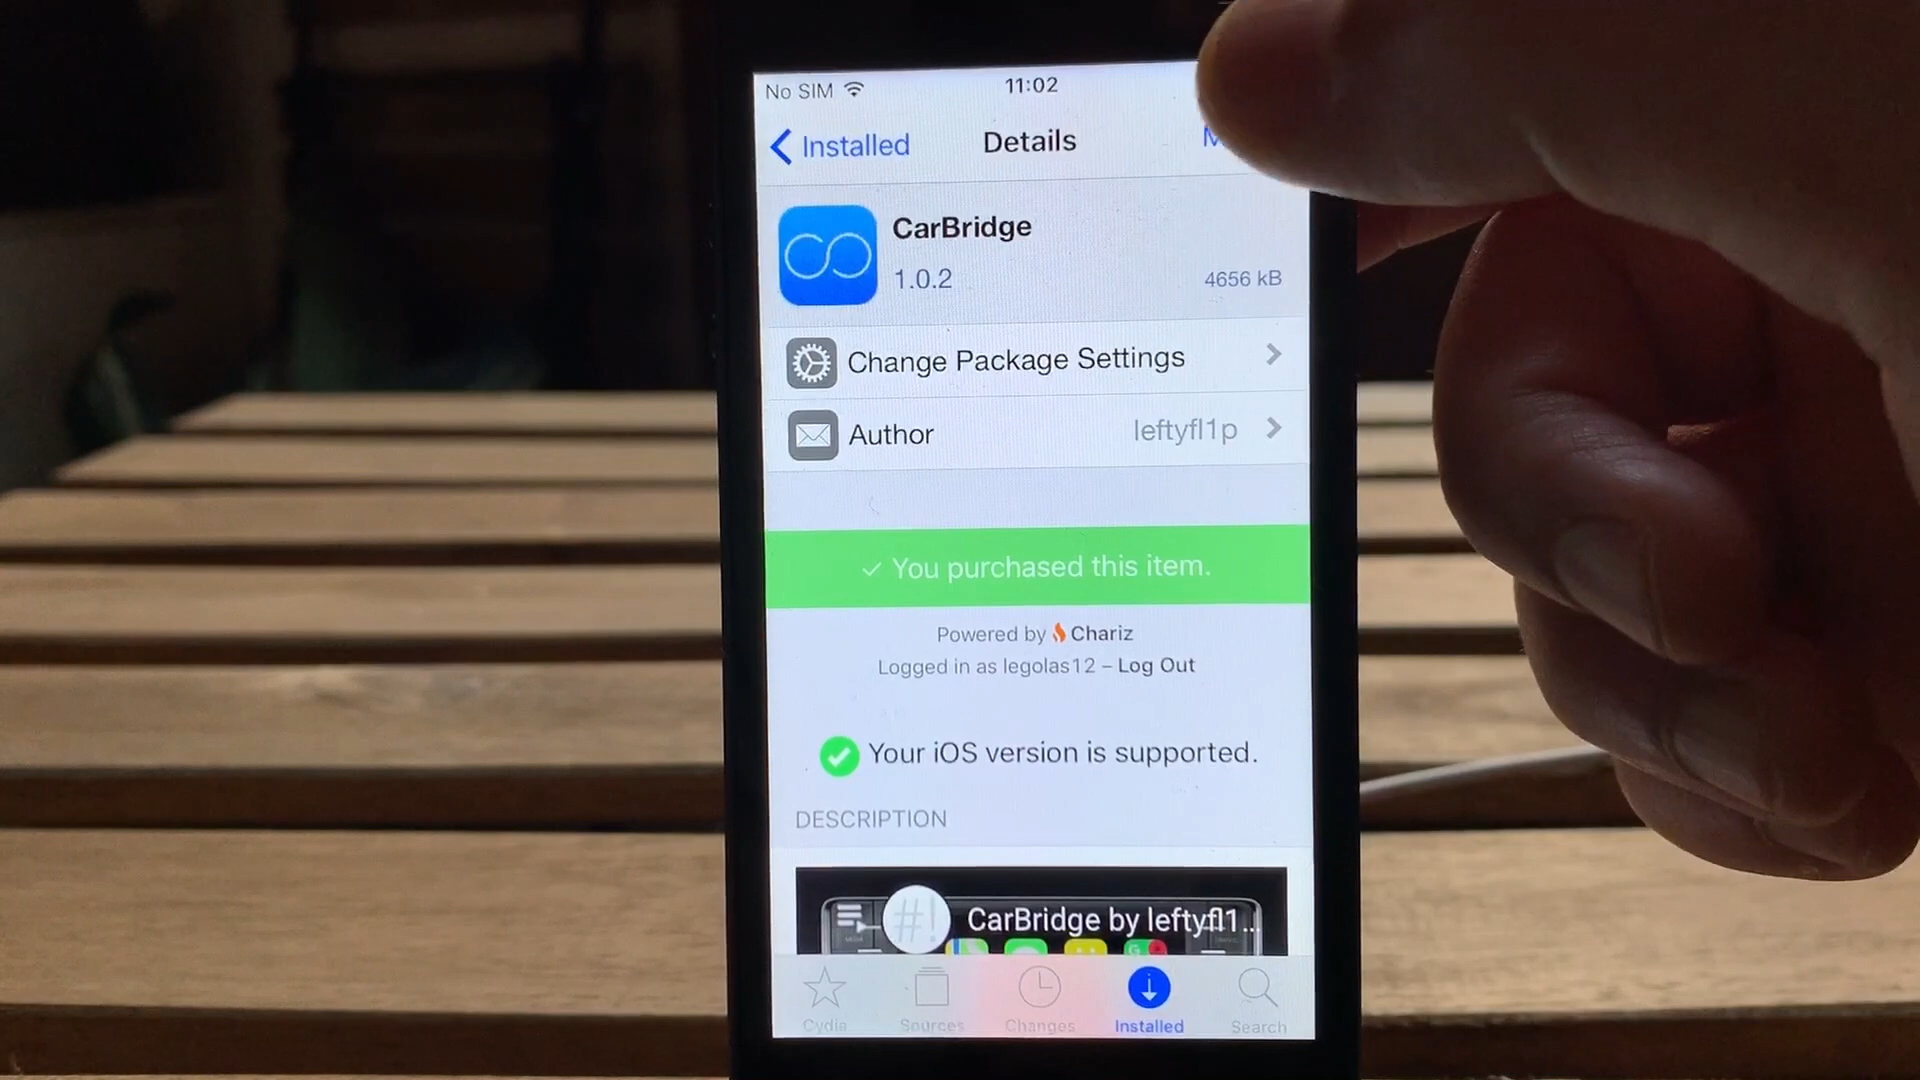 No SIM 11:02
Installed Details
CarBridge
1.0.2 4656 kB
Change Package Settings
Author leftyfl1p
You purchased this item.
Powered by Chariz
Logged in as legolas12 – Log Out
Your iOS version is supported.
DESCRIPTION
#! CarBridge by leftyfl1...
Cydia Sources Changes Installed Search